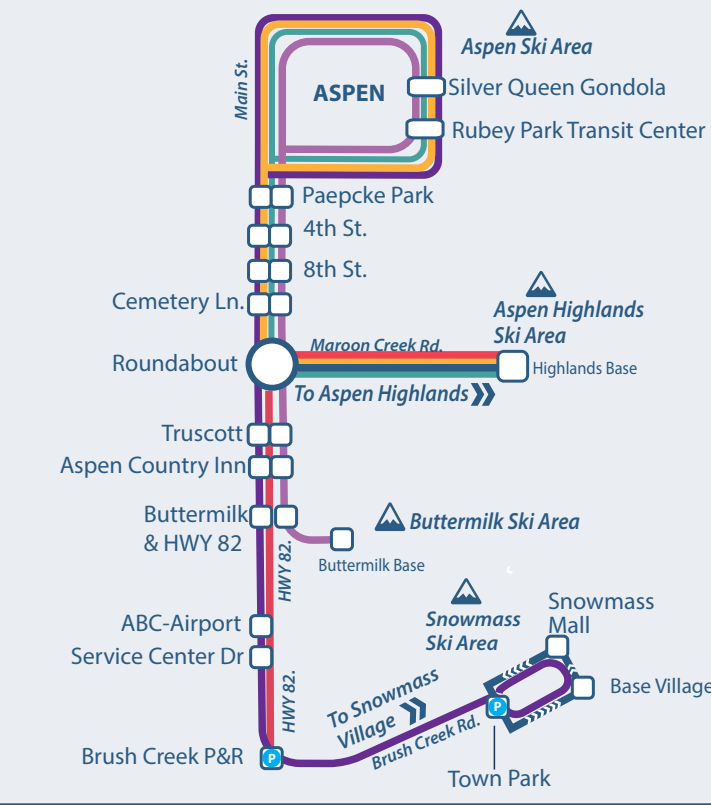 Aspen Ski Area
Main St.
ASPEN
Silver Queen Gondola
Rubey Park Transit Center
Paepcke Park
4th St.
8th St.
Cemetery Ln.
Aspen Highlands
Ski Area
Maroon Creek Rd.
Roundabout
Highlands Base
To Aspen Highlands
Truscott
Aspen Country Inn
Buttermilk
& HWY 82
Buttermilk Ski Area
HWY 82.
Buttermilk Base
Snowmass
Ski Area
Snowmass
Mall
ABC-Airport
Service Center Dr
Base Village
HWY 82.
To Snowmass
Village
Brush Creek Rd.
P
Brush Creek P&R
P
Town Park